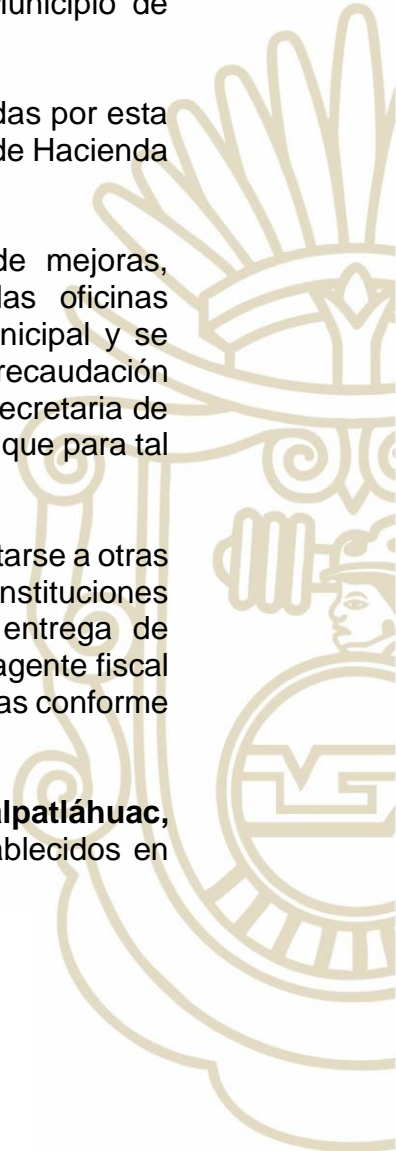 unicipio de
das por esta
de Hacienda
de mejoras,
las oficinas
nicipal y se
recaudación
ecretaria de
que para tal
tarse a otras
nstituciones
entrega de
agente fiscal
as conforme
alpatláhuac,
ablecidos en